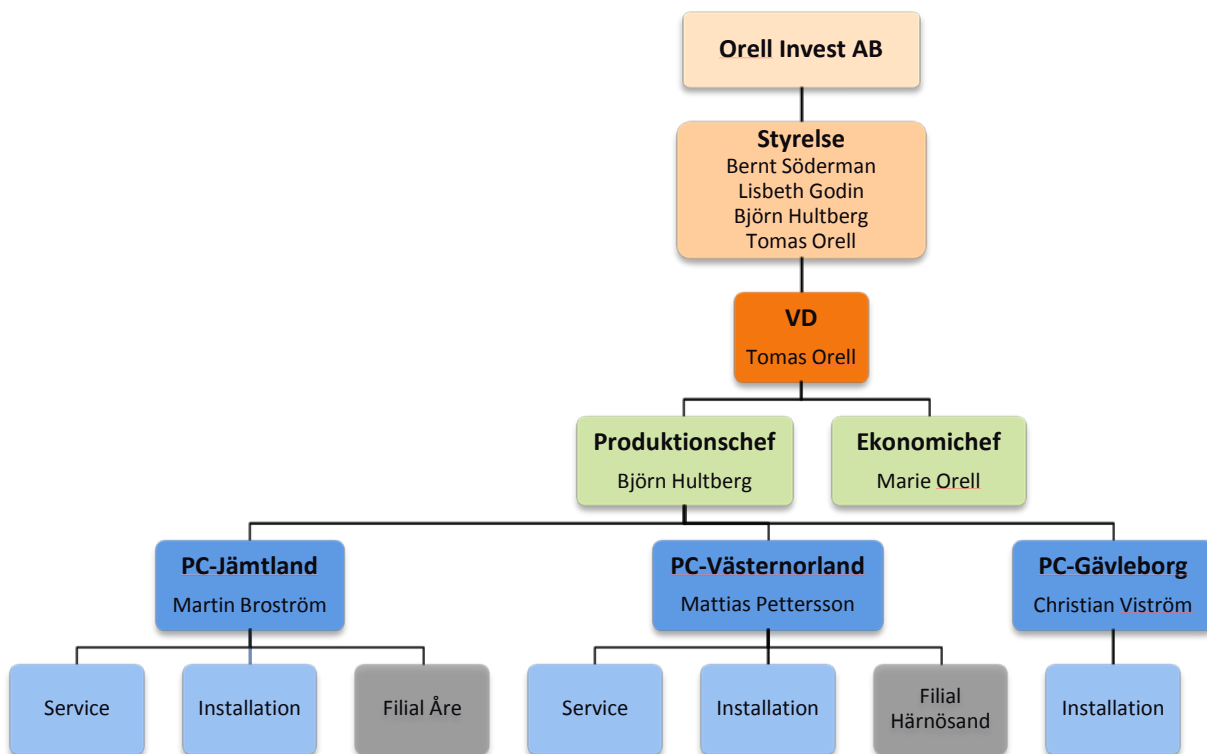 Orell Invest AB
Styrelse
Bernt Söderman
Lisbeth Godin
Björn Hultberg
Tomas Orell
VD
Tomas Orell
Produktionschef
Björn Hultberg
Ekonomichef
Marie Orell
PC-Jämtland
Martin Broström
PC-Västernorland
Mattias Pettersson
PC-Gävleborg
Christian Viström
Service
Installation
Filial Åre
Service
Installation
Filial
Härnösand
Installation